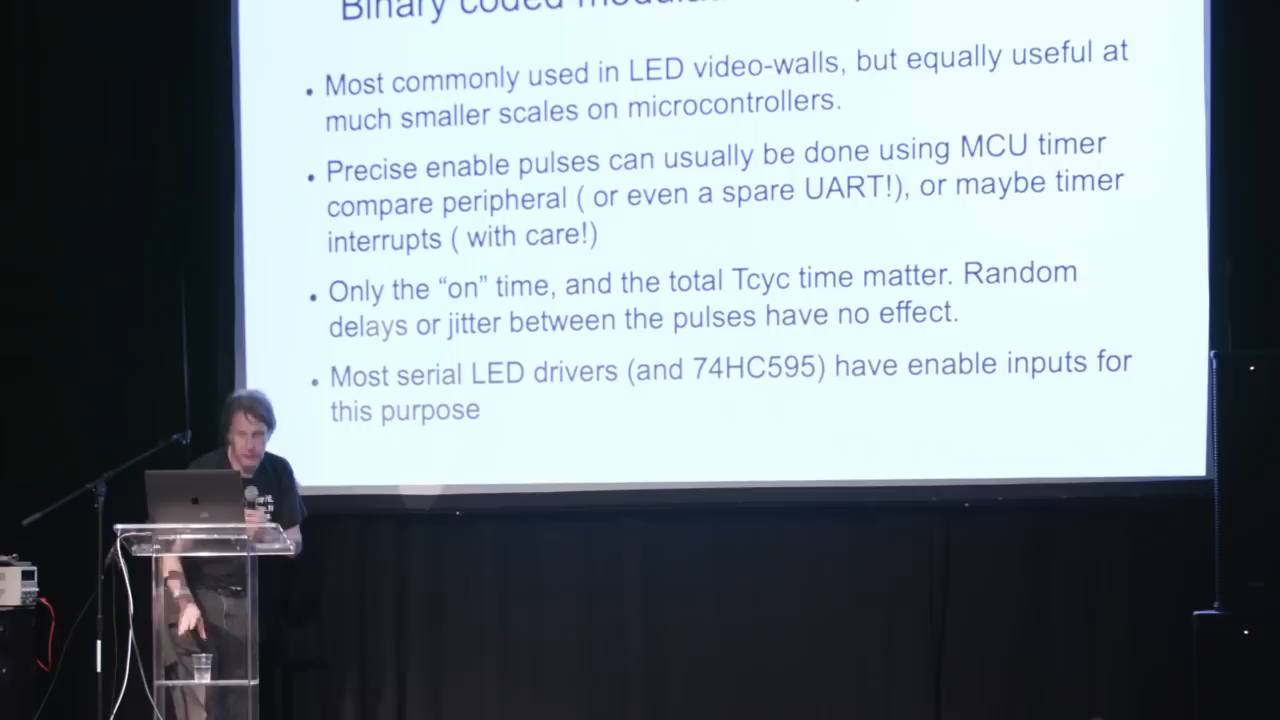 Binary coded
• Most commonly used in LED video-walls, but equally useful at
much smaller scales on microcontrollers.
• Precise enable pulses can usually be done using MCU timer
compare peripheral ( or even a spare UART!), or maybe timer
interrupts ( with care!)
• Only the “on” time, and the total Tcyc time matter. Random
delays or jitter between the pulses have no effect.
• Most serial LED drivers (and 74HC595) have enable inputs for
this purpose